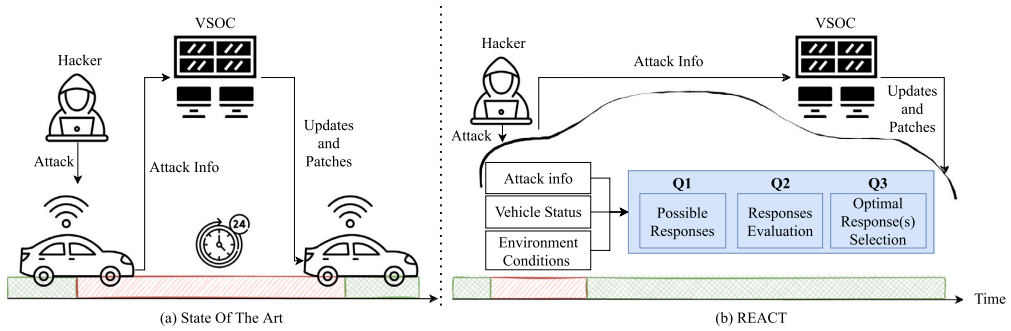 VSOC
Hacker
Attack
Attack Info
Updates
and
Patches
24
(a) State Of The Art
VSOC
Hacker
Attack Info
Attack
Updates
and
Patches
Attack info
Vehicle Status
Environment
Conditions
Q1
Possible
Responses
Q2
Responses
Evaluation
Q3
Optimal
Response(s)
Selection
Time
(b) REACT